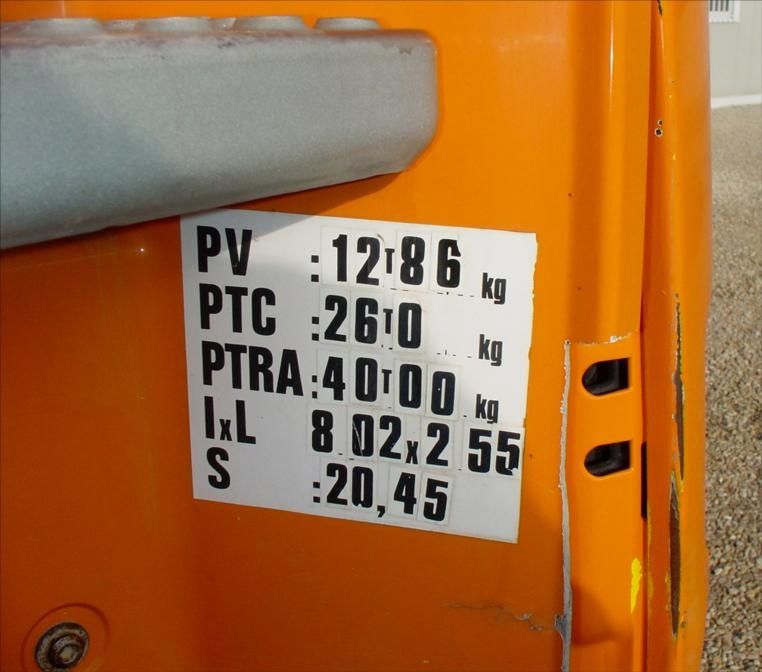 PV : 12T86 kg
PTC : 26T0 kg
PTRA : 40T00 kg
IxL 8 02x2 55
S : 20,45